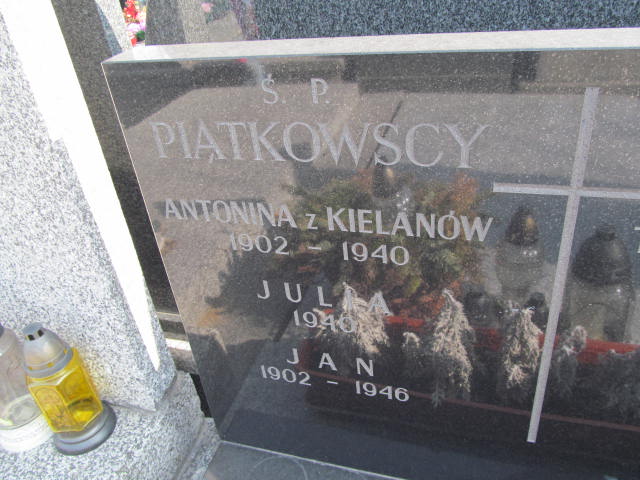 Ś. P.
PIĄTKOWSCY
ANTONINA z KIELANÓW
1902 - 1940
JULIA
1940
JAN
1902 - 1946